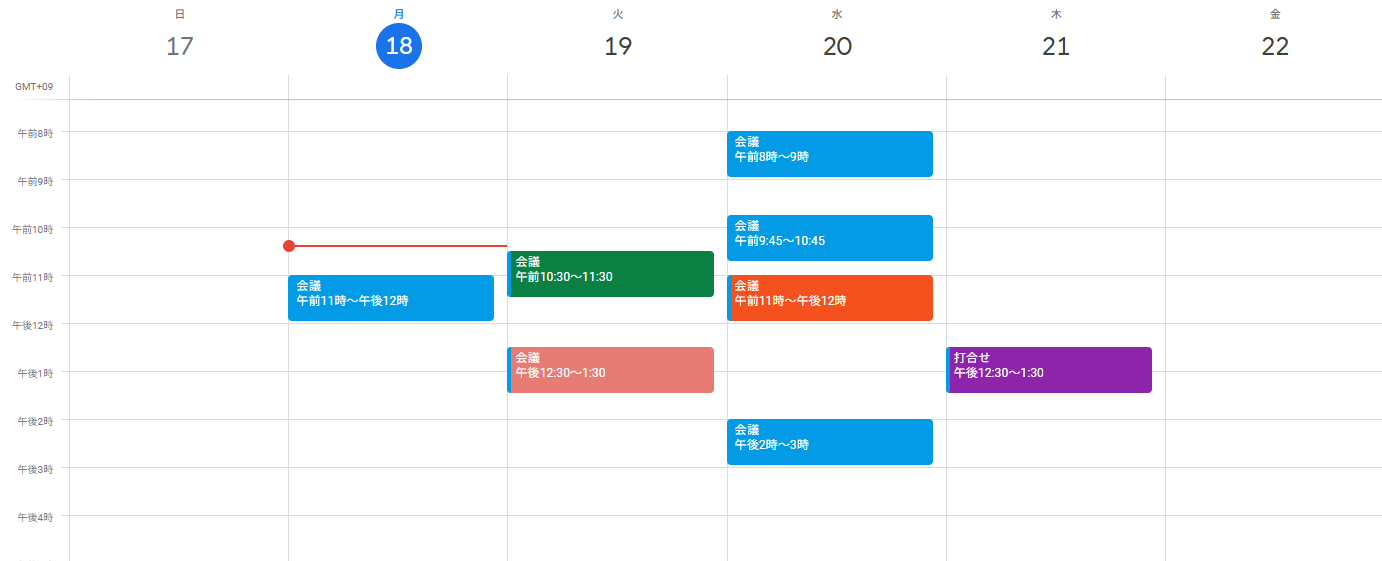 日
月
火
水
木
金
17
18
19
20
21
22
GMT+09
午前8時
午前9時
午前10時
午前11時
午後12時
午後1時
午後2時
午後3時
午後4時
会議
午前11時～午後12時
会議
午前10:30～11:30
会議
午後12:30～1:30
会議
午前8時～9時
会議
午前9:45～10:45
会議
午前11時～午後12時
会議
午後2時～3時
打合せ
午後12:30～1:30